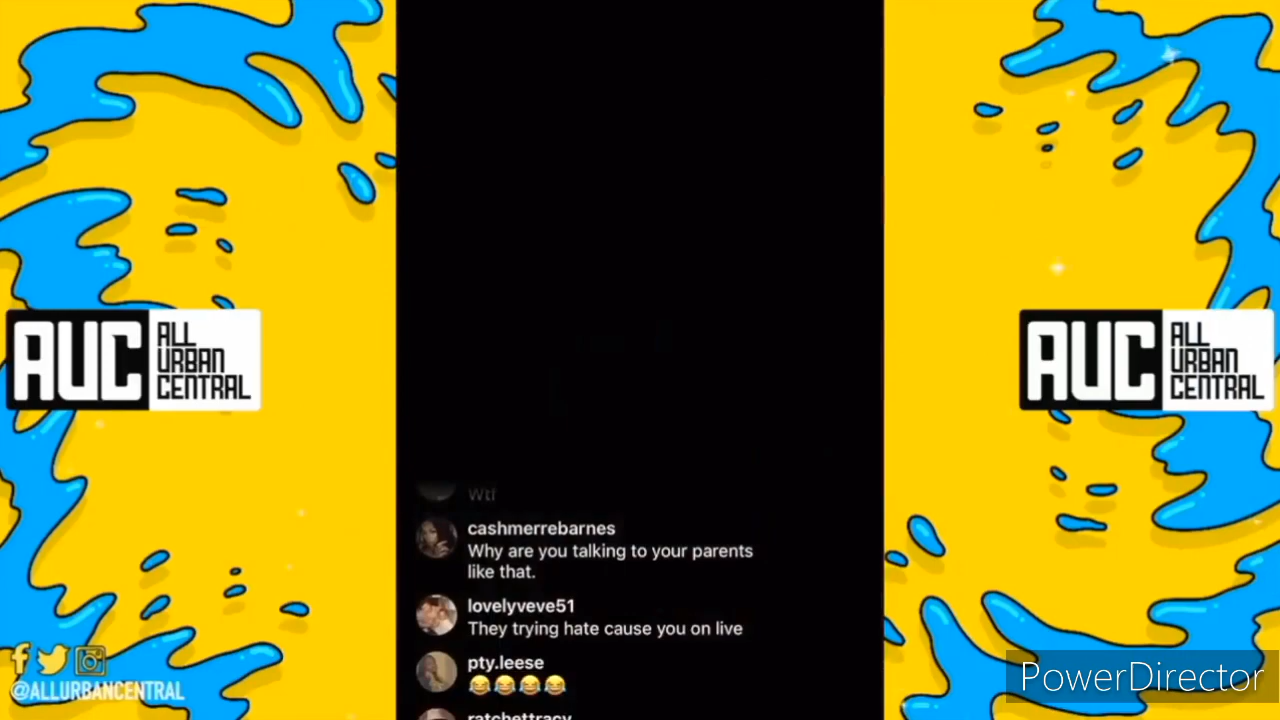 AUC
ALL
URBAN
CENTRAL
AUC
ALL
URBAN
CENTRAL
Wtf
cashmerrebarnes
Why are you talking to your parents
like that.
lovelyveve51
They trying hate cause you on live
pty.leese
😂😂😂😂
ratchettracy
@ALLURBANCENTRAL
PowerDirector